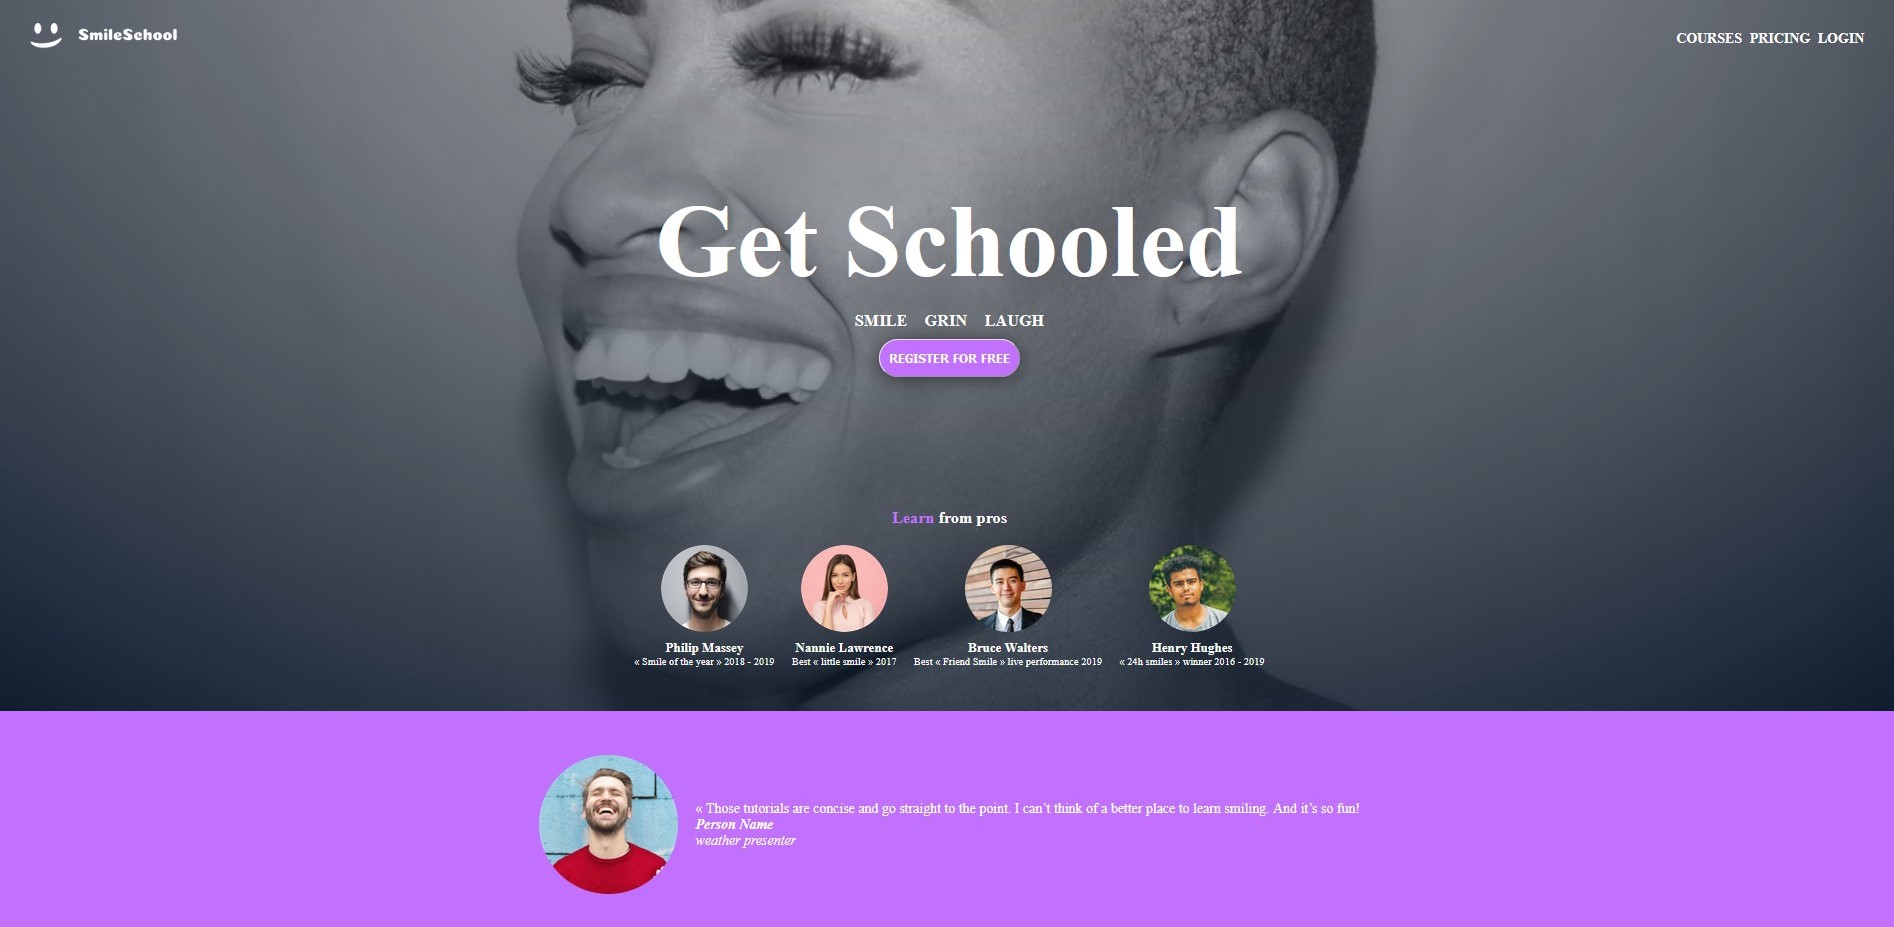 SmileSchool
COURSES PRICING LOGIN
Get Schooled
SMILE GRIN LAUGH
REGISTER FOR FREE
Learn from pros
Philip Massey
« Smile of the year » 2018 - 2019
Nannie Lawrence
Best « little smile » 2017
Bruce Walters
Best « Friend Smile » live performance 2019
Henry Hughes
« 24h smiles » winner 2016 - 2019
« Those tutorials are concise and go straight to the point. I can’t think of a better place to learn smiling. And it’s so fun!
Person Name
weather presenter